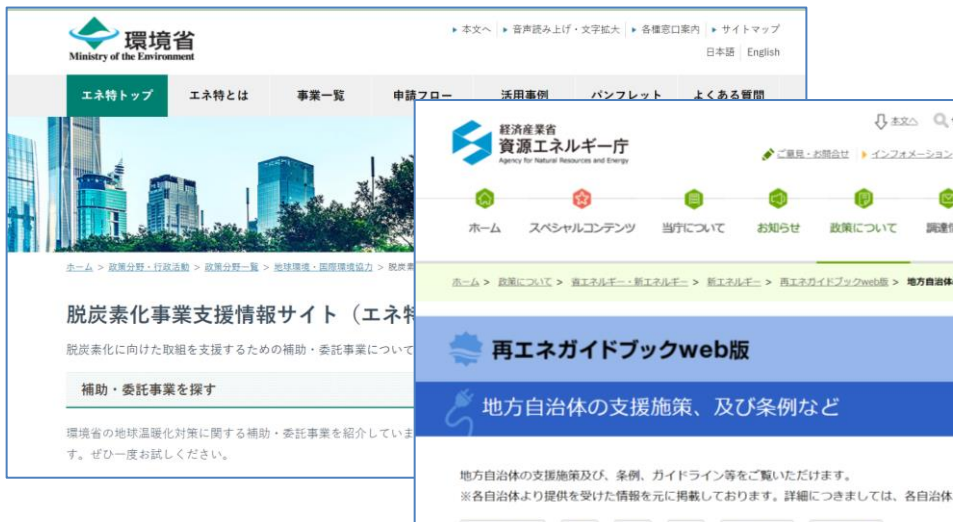 環境省
Ministry of the Environment
本文へ 音声読み上げ・文字拡大 各種窓口案内 サイトマップ
日本語 English
エネ特トップ エネ特とは 事業一覧 申請フロー 活用事例 パンフレット よくある質問
ホーム > 政策分野・行政活動 > 政策分野一覧 > 地球環境・国際環境協力 > 脱炭素
脱炭素化事業支援情報サイト（エネ特
脱炭素化に向けた取組を支援するための補助・委託事業について
補助・委託事業を探す
環境省の地球温暖化対策に関する補助・委託事業を紹介していま
す。ぜひ一度お試しください。
経済産業省
資源エネルギー庁
Agency for Natural Resources and Energy
本文へ
ご意見・お問合せ インフォメーション
ホーム スペシャルコンテンツ 当庁について お知らせ 政策について 調達
ホーム > 政策について > 省エネルギー・新エネルギー > 新エネルギー > 再エネガイドブックweb版 > 地方自治体
再エネガイドブックweb版
地方自治体の支援施策、及び条例など
地方自治体の支援施策及び、条例、ガイドライン等をご覧いただけます。
※各自治体より提供を受けた情報を元に掲載しております。詳細につきましては、各自治体